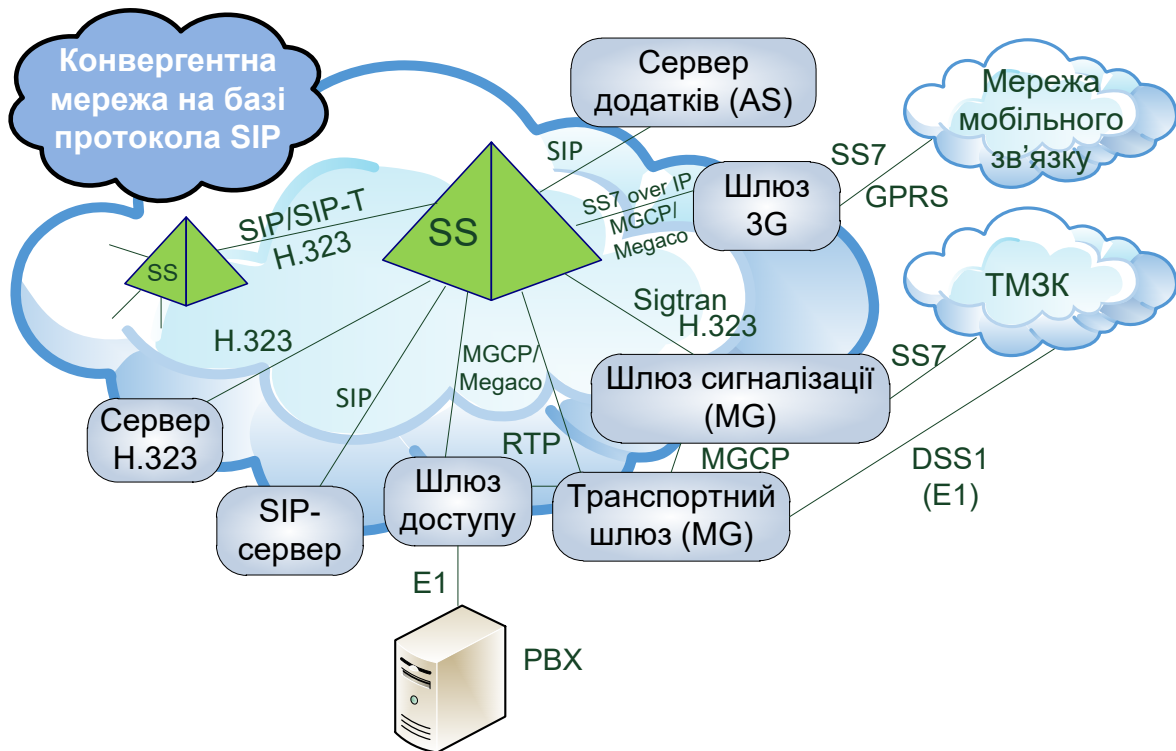 Конвергентна
мережа на базі
протокола SIP
Сервер
додатків (AS)
Мережа
мобільного
зв’язку
SIP
SS7
GPRS
SS7 over IP
MGCP/
Megaco
Шлюз
3G
SIP/SIP-T
H.323
SS
SS
ТМЗК
Sigtran
H.323
H.323
MGCP/
Megaco
SIP
SS7
Шлюз сигналізації
(MG)
Сервер
H.323
RTP
MGCP
DSS1
(E1)
Шлюз
доступу
Транспортний
шлюз (MG)
SIP-
сервер
E1
PBX